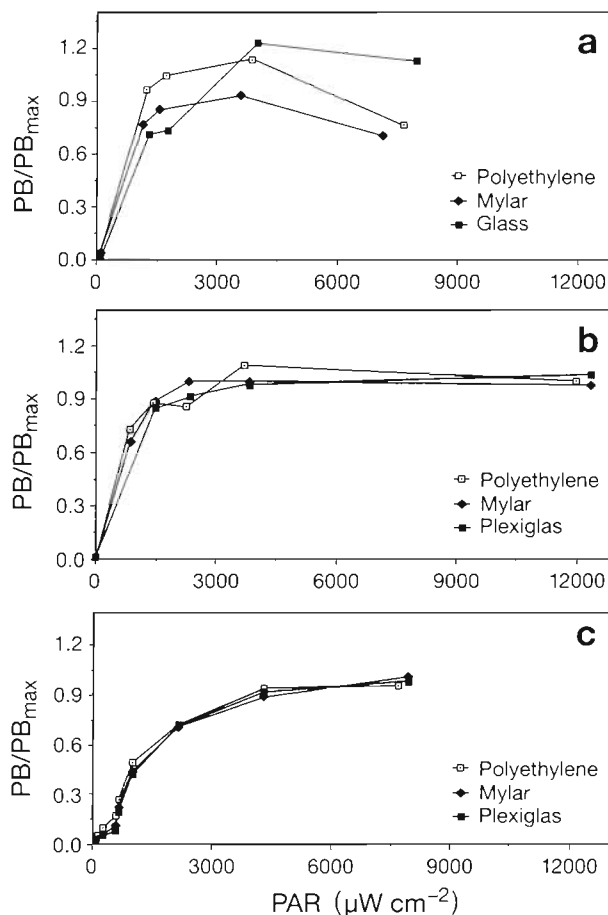 a
1.2
0.9
0.6
0.3
0.0
PB/PBmax
Polyethylene
Mylar
Glass
0 3000 6000 9000 12000
b
1.2
0.9
0.6
0.3
0.0
PB/PBmax
Polyethylene
Mylar
Plexiglas
0 3000 6000 9000 12000
c
1.2
0.9
0.6
0.3
0.0
PB/PBmax
Polyethylene
Mylar
Plexiglas
0 3000 6000 9000 12000
PAR (µW cm⁻²)